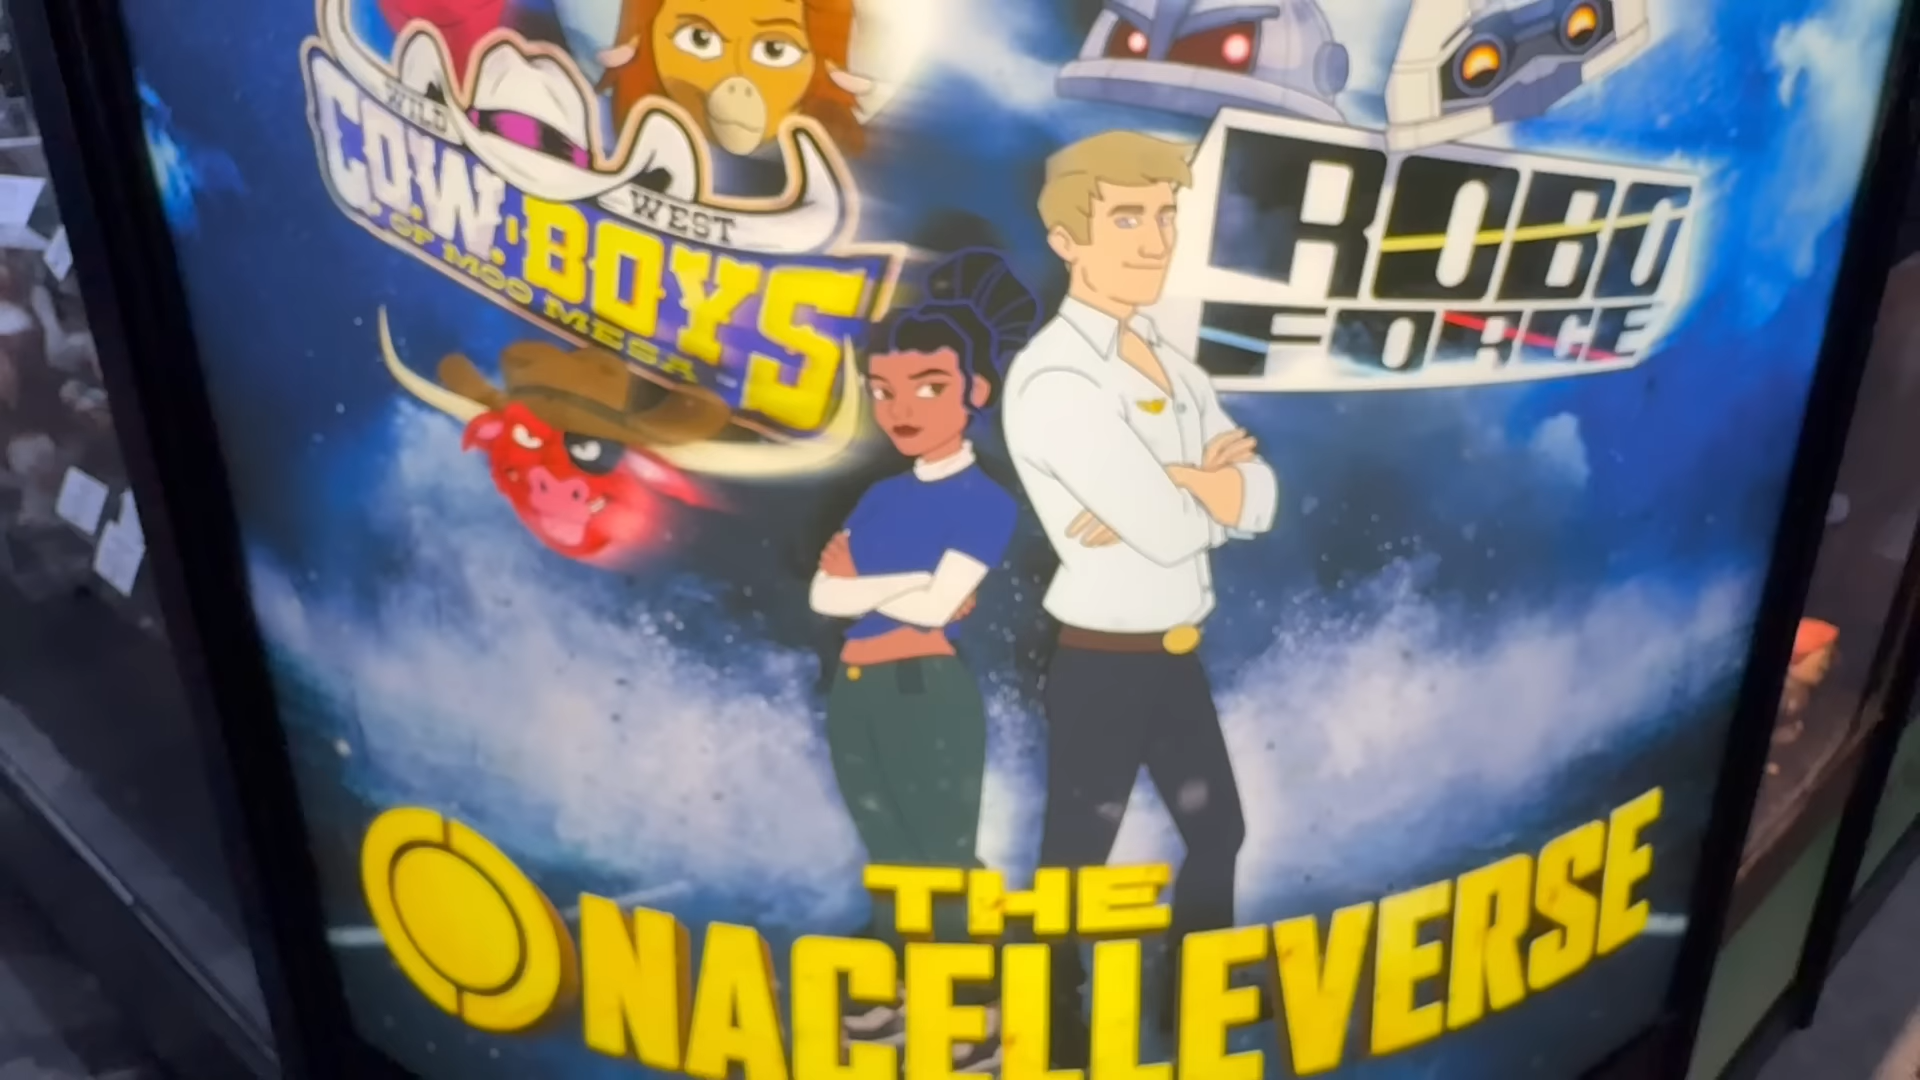 WILD
WEST
C.O.W.-BOYS
OF MOO MESA
ROBO
FORCE
THE
NACELLEVERSE